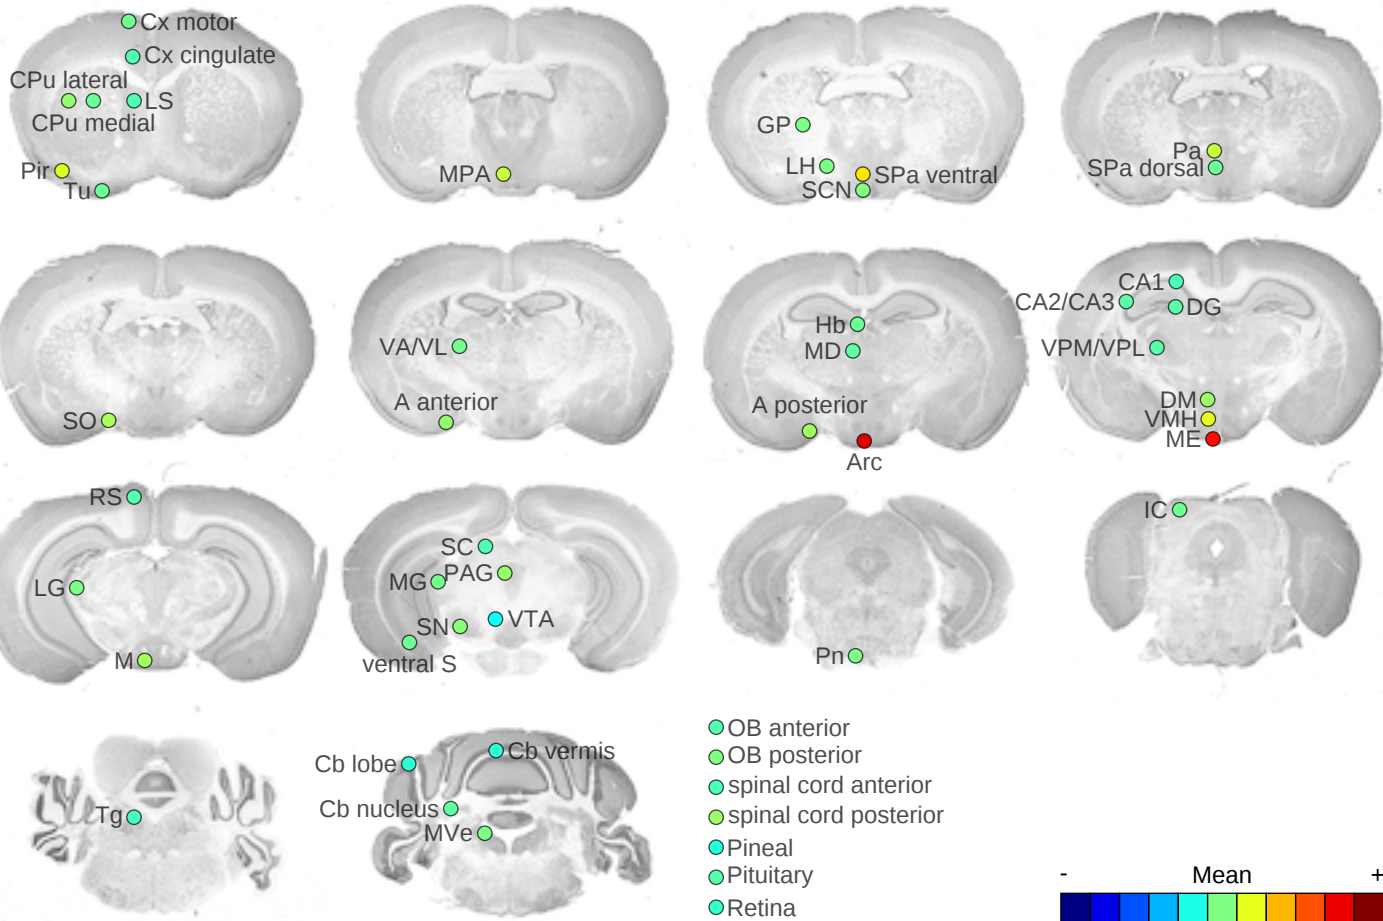 Cx motor
Cx cingulate
CPu lateral
LS
CPu medial
Pir
Tu
MPA
GP
LH
SPa ventral
SCN
Pa
SPa dorsal
SO
VA/VL
A anterior
Hb
MD
A posterior
Arc
CA1
CA2/CA3
DG
VPM/VPL
DM
VMH
ME
RS
LG
M
SC
MG
PAG
SN
VTA
ventral S
Pn
IC
Tg
Cb lobe
Cb vermis
Cb nucleus
MVe
OB anterior
OB posterior
spinal cord anterior
spinal cord posterior
Pineal
Pituitary
Retina
- Mean +